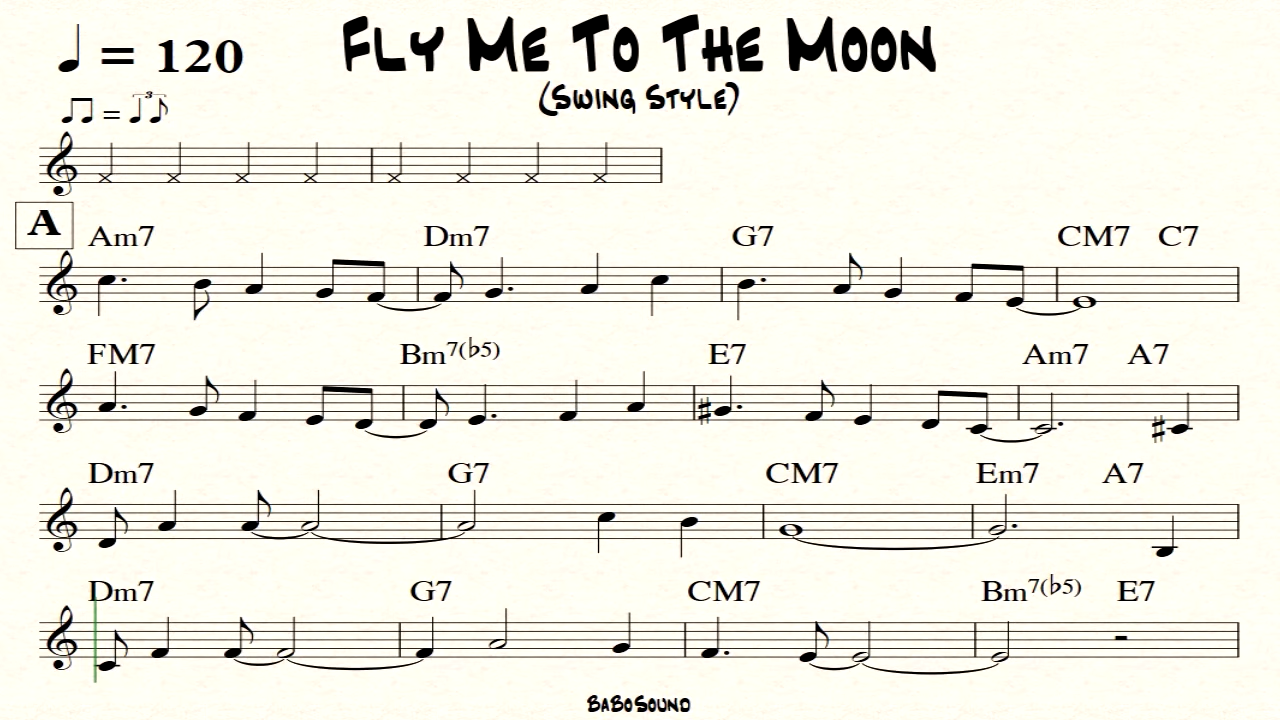 ♩ = 120
FLY ME TO THE MOON
(SWING STYLE)
♫ = ♩ ♪ 3
A
Am7 Dm7 G7 CM7 C7
FM7 Bm7(♭5) E7 Am7 A7
Dm7 G7 CM7 Em7 A7
Dm7 G7 CM7 Bm7(♭5) E7
BABOSOUND